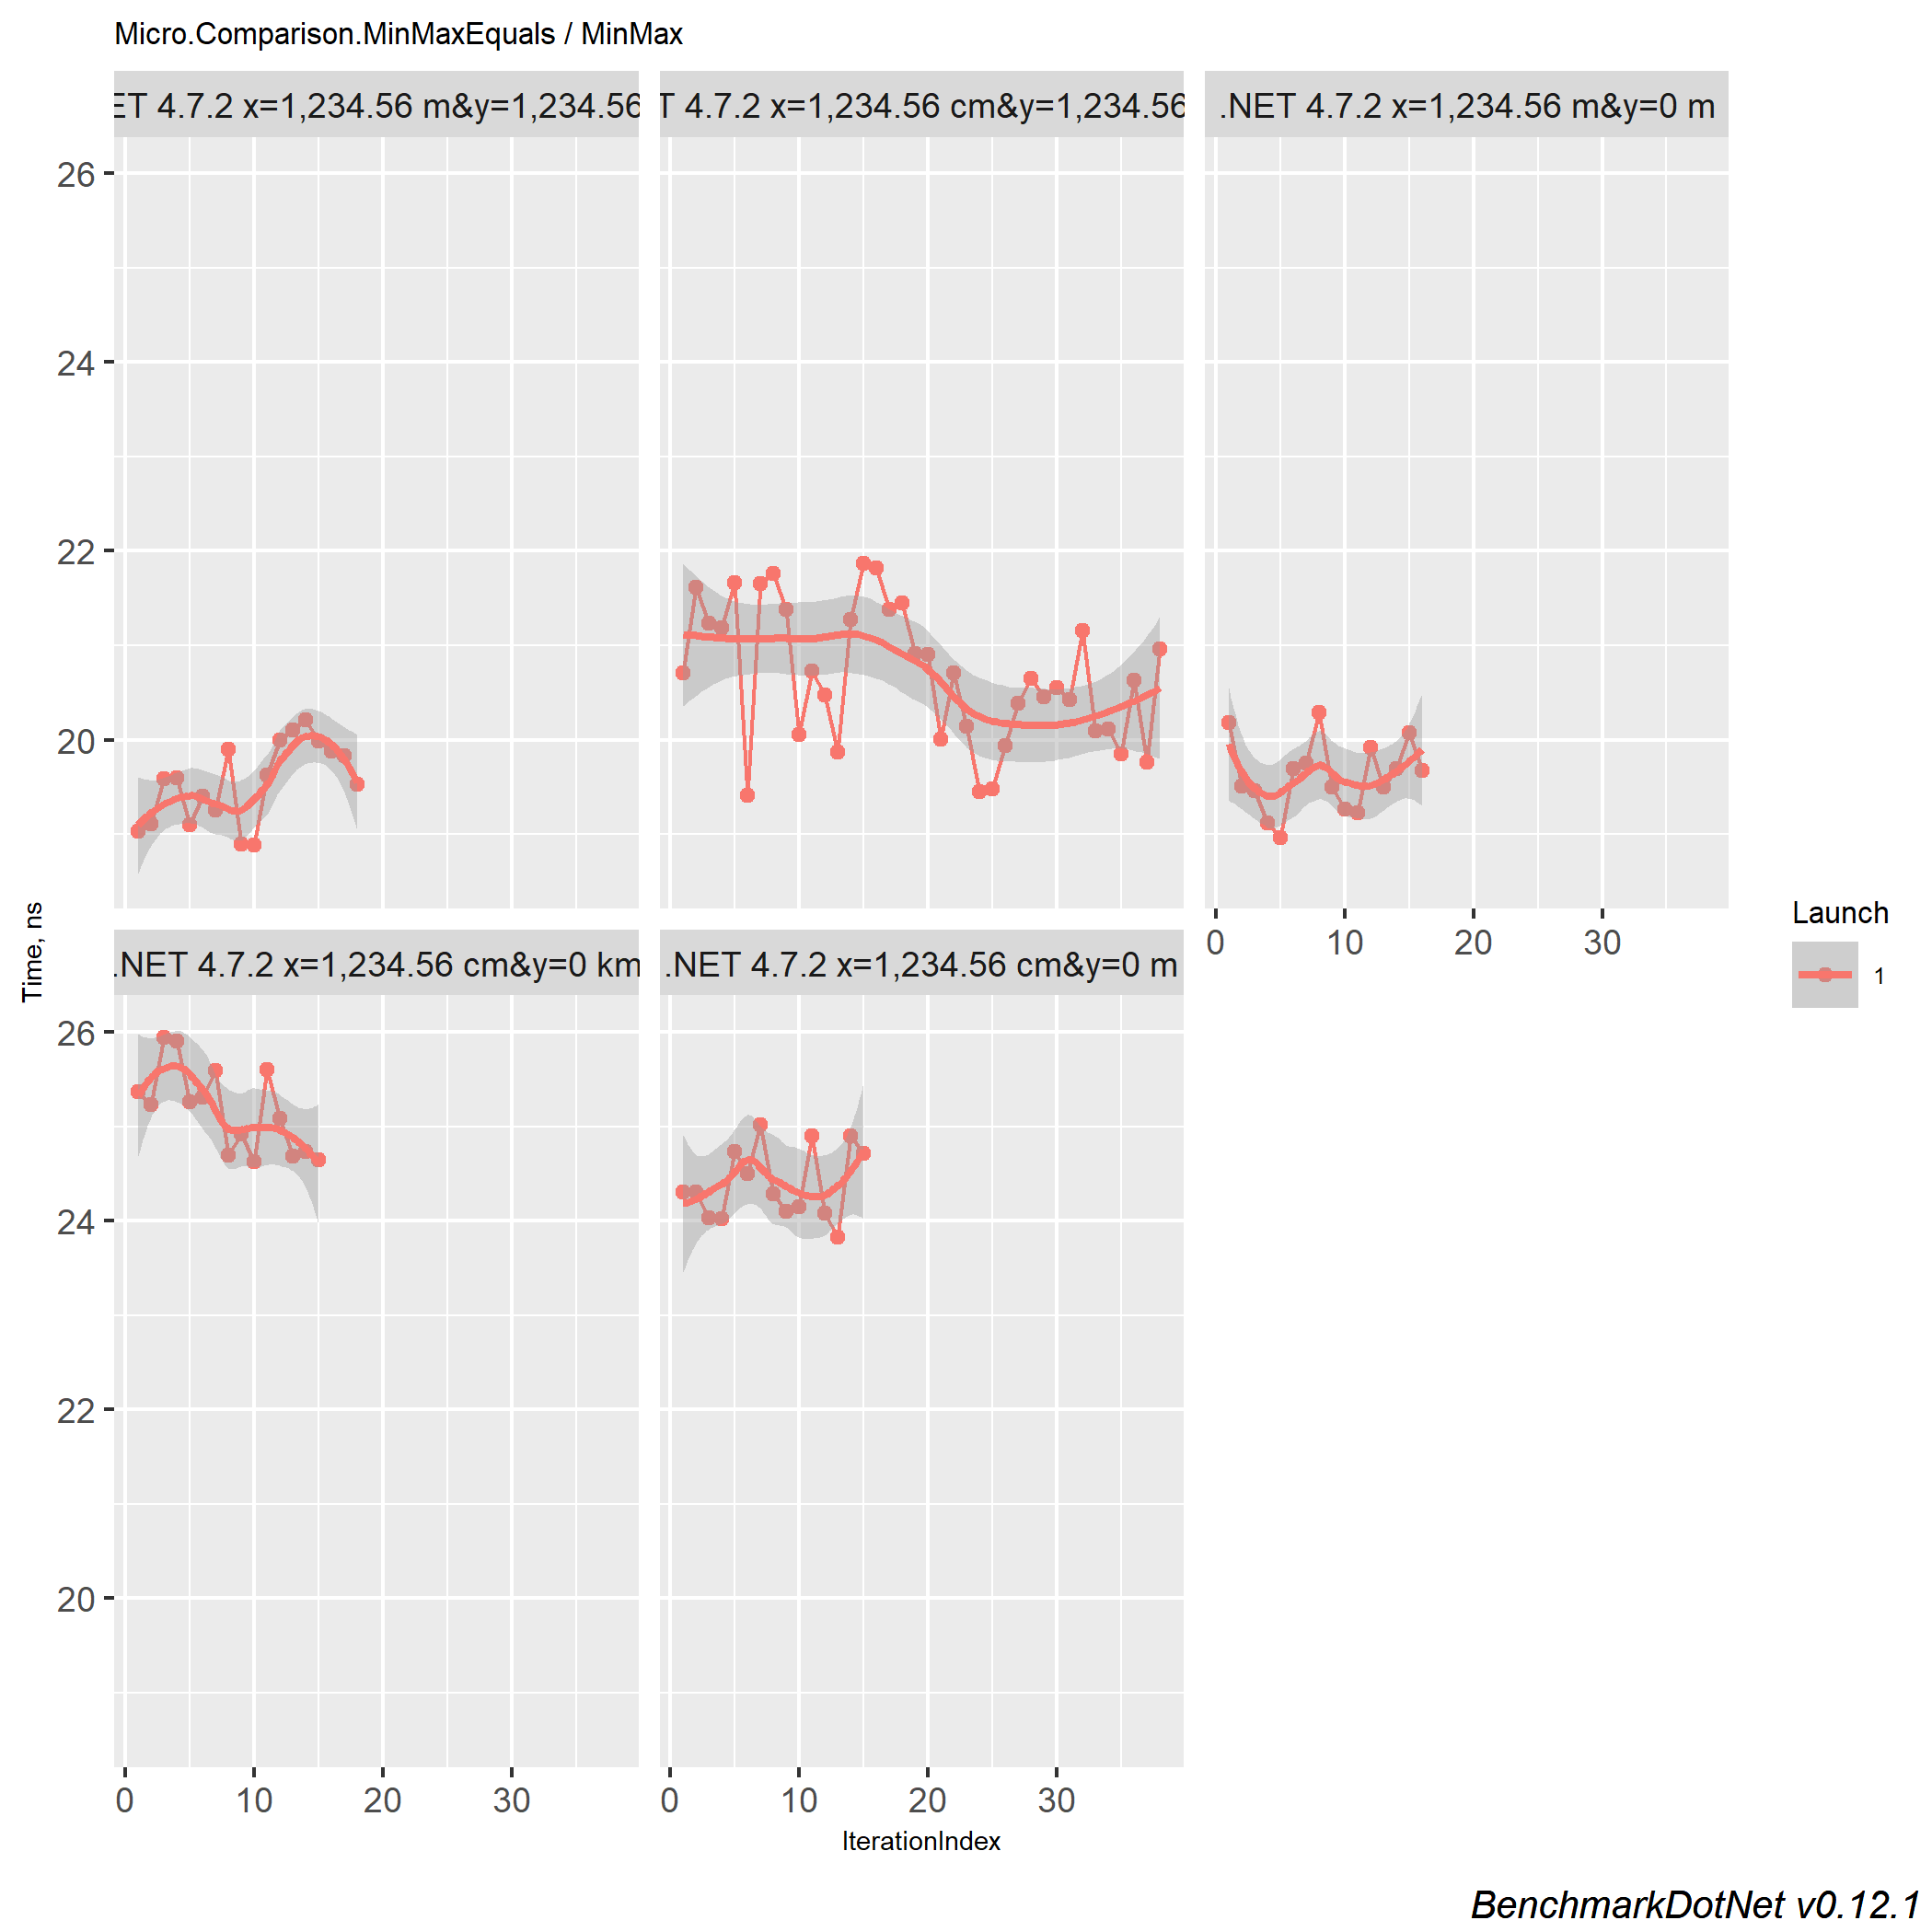 Micro.Comparison.MinMaxEquals / MinMax
ET 4.7.2 x=1,234.56 m&y=1,234.56
T 4.7.2 x=1,234.56 cm&y=1,234.56
.NET 4.7.2 x=1,234.56 m&y=0 m
26
24
22
20
0 10 20 30
Time, ns
Launch
1
.NET 4.7.2 x=1,234.56 cm&y=0 km
.NET 4.7.2 x=1,234.56 cm&y=0 m
26
24
22
20
0 10 20 30
0 10 20 30
IterationIndex
BenchmarkDotNet v0.12.1